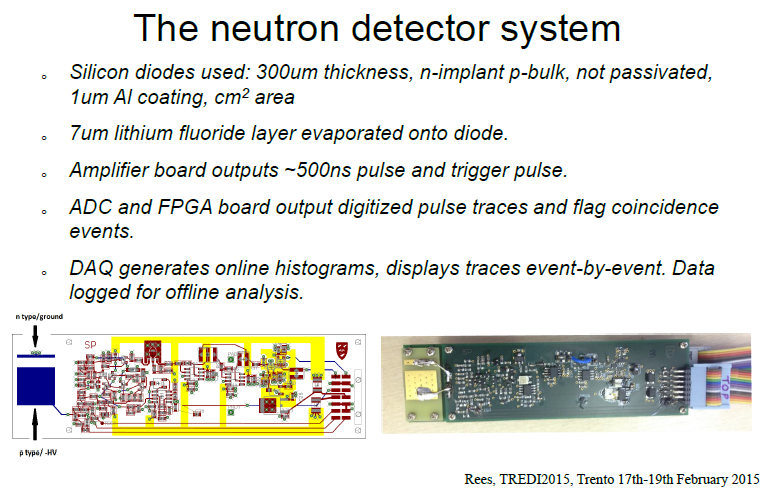 The neutron detector system
Silicon diodes used: 300um thickness, n-implant p-bulk, not passivated,
1um Al coating, cm² area
7um lithium fluoride layer evaporated onto diode.
Amplifier board outputs ~500ns pulse and trigger pulse.
ADC and FPGA board output digitized pulse traces and flag coincidence
events.
DAQ generates online histograms, displays traces event-by-event. Data
logged for offline analysis.
n type/ground
SP
p type/ -HV
TOP
Rees, TREDI2015, Trento 17th-19th February 2015